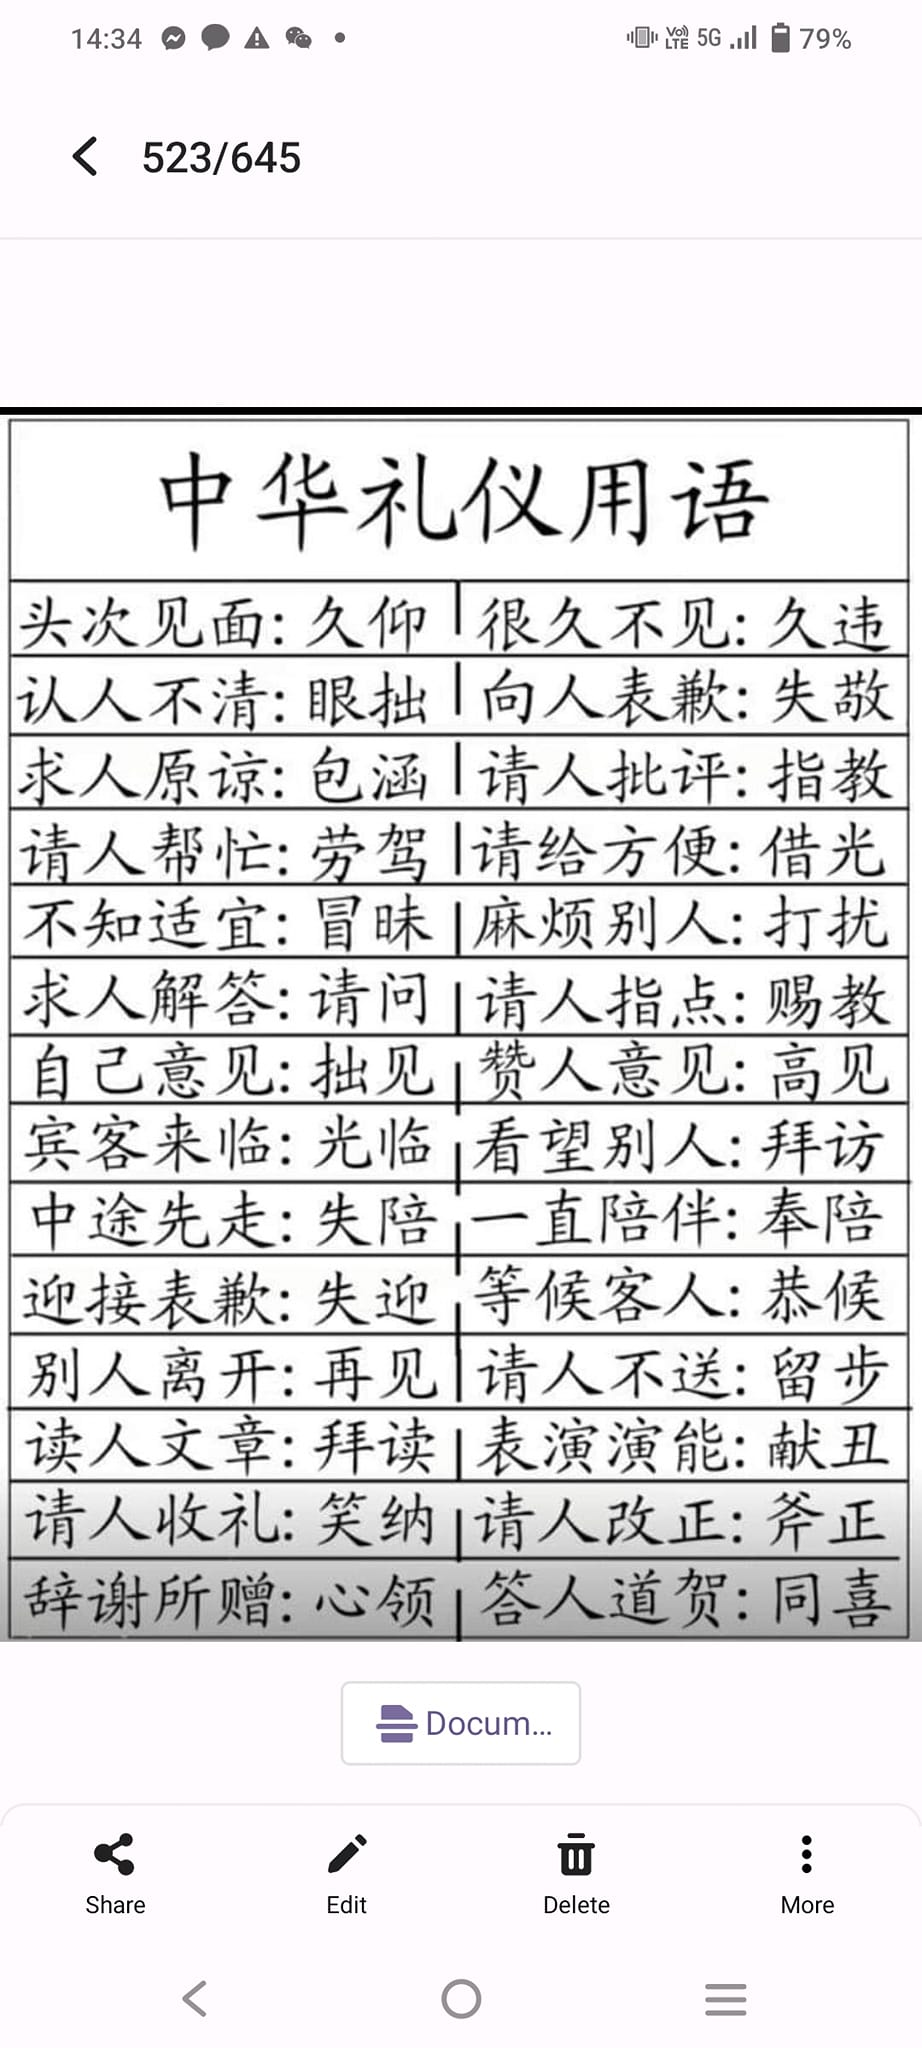 14:34 VoLTE 5G 79%
523/645
中华礼仪用语
头次见面: 久仰 | 很久不见: 久违
认人不清: 眼拙 | 向人表歉: 失敬
求人原谅: 包涵 | 请人批评: 指教
请人帮忙: 劳驾 | 请给方便: 借光
不知适宜: 冒昧 | 麻烦别人: 打扰
求人解答: 请问 | 请人指点: 赐教
自己意见: 拙见 | 赞人意见: 高见
宾客来临: 光临 | 看望别人: 拜访
中途先走: 失陪 | 一直陪伴: 奉陪
迎接表歉: 失迎 | 等候客人: 恭候
别人离开: 再见 | 请人不送: 留步
读人文章: 拜读 | 表演演能: 献丑
请人收礼: 笑纳 | 请人改正: 斧正
辞谢所赠: 心领 | 答人道贺: 同喜
Docum...
Share Edit Delete More